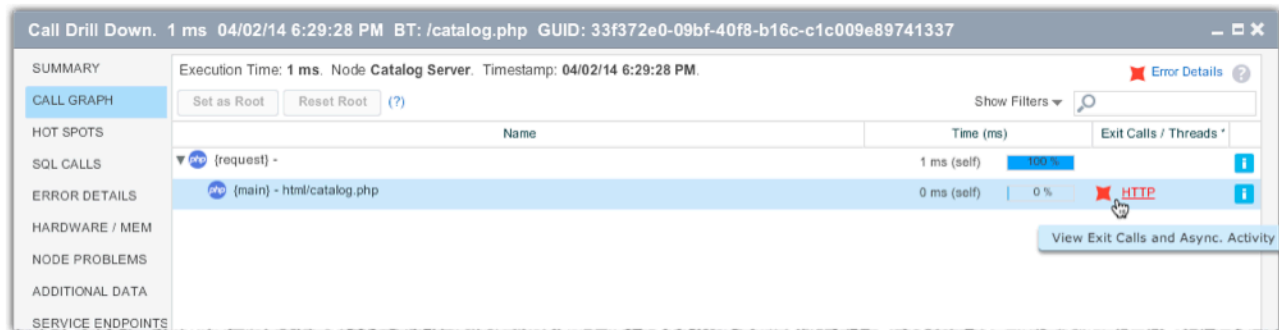 Call Drill Down. 1 ms 04/02/14 6:29:28 PM BT: /catalog.php GUID: 33f372e0-09bf-40f8-b16c-c1c009e89741337
SUMMARY
Execution Time: 1 ms. Node Catalog Server. Timestamp: 04/02/14 6:29:28 PM.
Error Details ?
CALL GRAPH
Set as Root Reset Root (?) Show Filters
HOT SPOTS
Name Time (ms) Exit Calls / Threads *
SQL CALLS
php {request} - 1 ms (self) 100 % i
ERROR DETAILS
php {main} - html/catalog.php 0 ms (self) 0 % HTTP i
HARDWARE / MEM
View Exit Calls and Async. Activity
NODE PROBLEMS
ADDITIONAL DATA
SERVICE ENDPOINTS